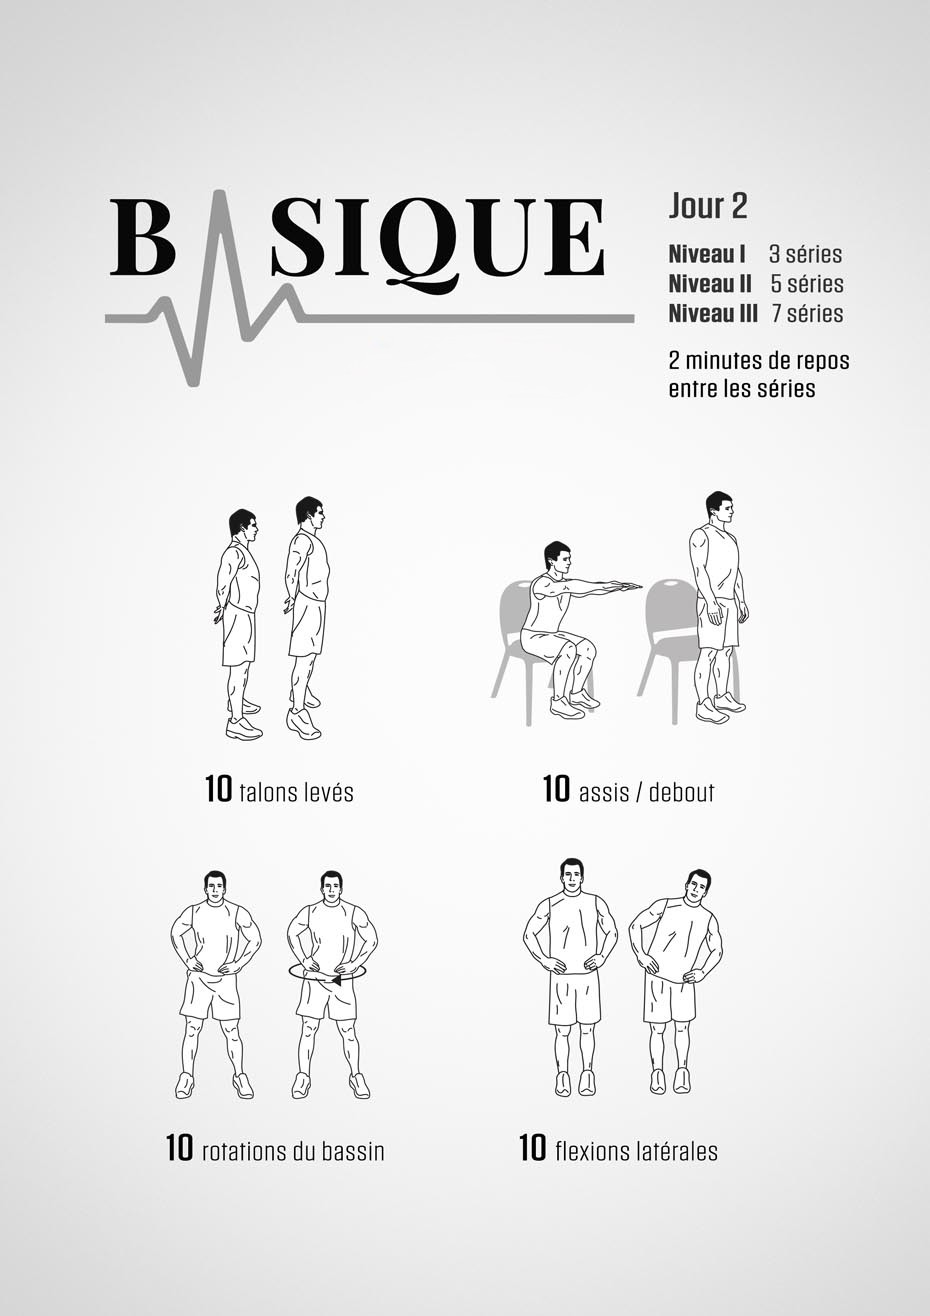 BASIQUE
Jour 2
Niveau I 3 séries
Niveau II 5 séries
Niveau III 7 séries
2 minutes de repos
entre les séries
10 talons levés
10 assis / debout
10 rotations du bassin
10 flexions latérales